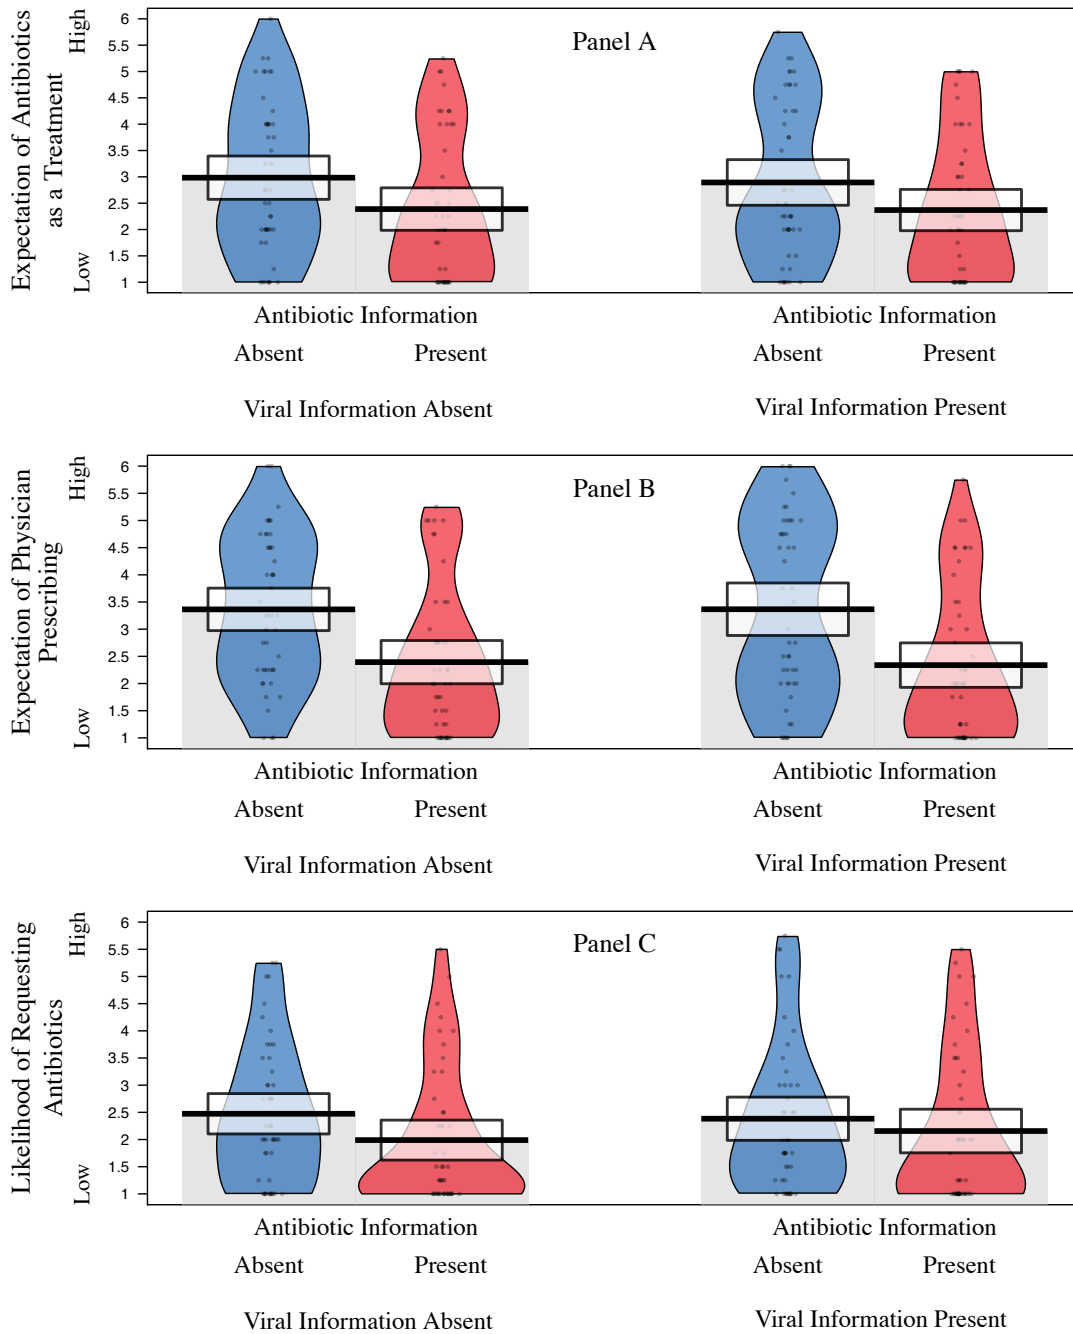 Expectation of Antibiotics
as a Treatment
High
Low
6
5.5
5
4.5
4
3.5
3
2.5
2
1.5
1
Panel A
Antibiotic Information
Absent
Present
Viral Information Absent
Antibiotic Information
Absent
Present
Viral Information Present
Expectation of Physician
Prescribing
High
Low
6
5.5
5
4.5
4
3.5
3
2.5
2
1.5
1
Panel B
Antibiotic Information
Absent
Present
Viral Information Absent
Antibiotic Information
Absent
Present
Viral Information Present
Likelihood of Requesting
Antibiotics
High
Low
6
5.5
5
4.5
4
3.5
3
2.5
2
1.5
1
Panel C
Antibiotic Information
Absent
Present
Viral Information Absent
Antibiotic Information
Absent
Present
Viral Information Present